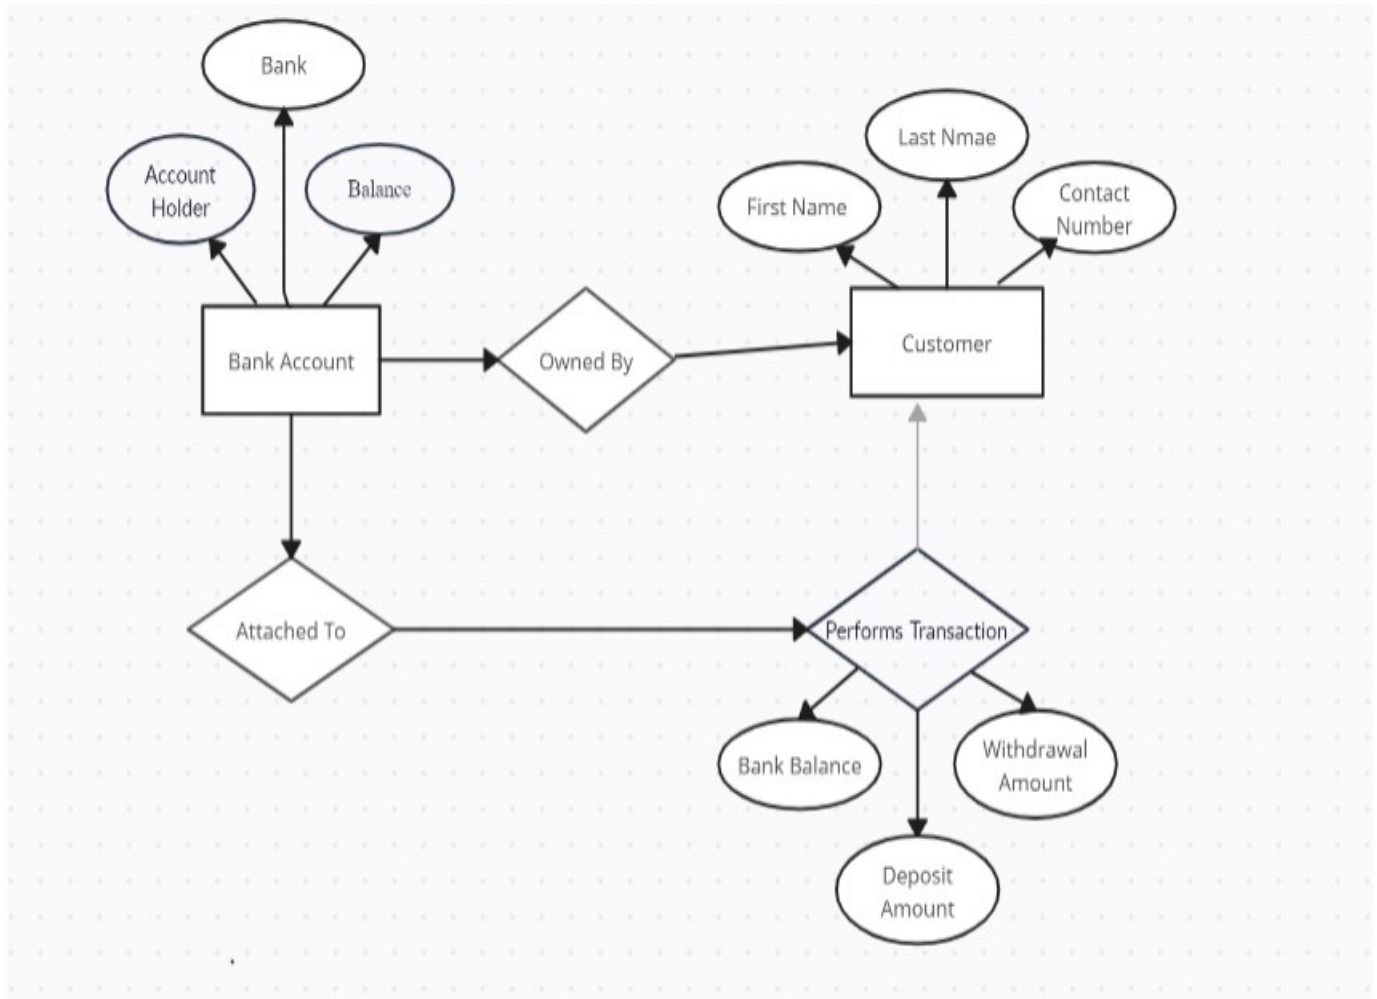 Bank
Account
Holder
Balance
Bank Account
Owned By
First Name
Last Nmae
Contact
Number
Customer
Attached To
Performs Transaction
Bank Balance
Withdrawal
Amount
Deposit
Amount